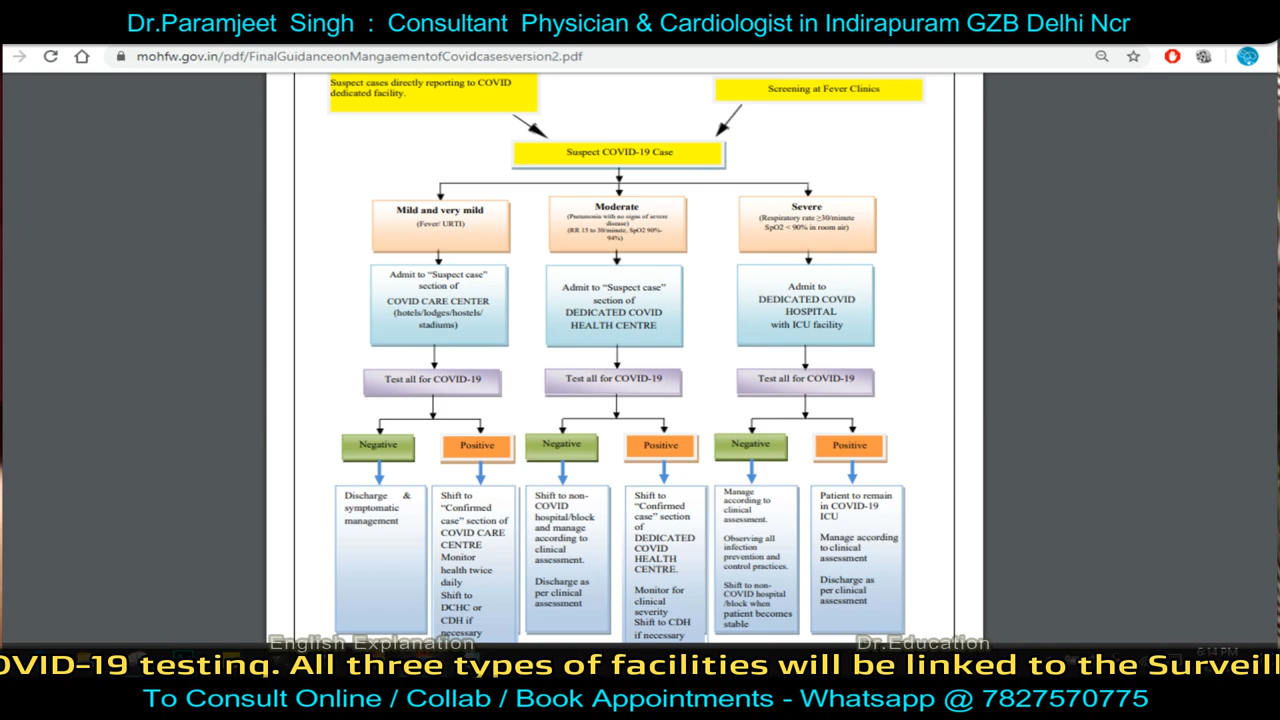 Dr.Paramjeet Singh : Consultant Physician & Cardiologist in Indirapuram GZB Delhi Ncr
mohfw.gov.in/pdf/FinalGuidanceonMangaementofCovidcasesversion2.pdf
Suspect cases directly reporting to COVID
dedicated facility.
Screening at Fever Clinics
Suspect COVID-19 Case
Mild and very mild
(Fever/ URTI)
Moderate
(Pneumonia with no signs of severe
disease)
(RR 15 to 30/minute, SpO2 90%-
94%)
Severe
(Respiratory rate ≥30/minute
SpO2 < 90% in room air)
Admit to “Suspect case”
section of
COVID CARE CENTER
(hotels/lodges/hostels/
stadiums)
Admit to “Suspect case”
section of
DEDICATED COVID
HEALTH CENTRE
Admit to
DEDICATED COVID
HOSPITAL
with ICU facility
Test all for COVID-19
Test all for COVID-19
Test all for COVID-19
Negative
Positive
Negative
Positive
Negative
Positive
Discharge &
symptomatic
management
Shift to
“Confirmed
case” section of
COVID CARE
CENTRE
Monitor
health twice
daily
Shift to
DCHC or
CDH if
necessary
Shift to non-
COVID
hospital/block
and manage
according to
clinical
assessment.
Discharge as
per clinical
assessment
Shift to
“Confirmed
case” section
of
DEDICATED
COVID
HEALTH
CENTRE.
Monitor for
clinical
severity
Shift to CDH
if necessary
Manage
according to
clinical
assessment.
Observing all
infection
prevention and
control practices.
Shift to non-
COVID hospital
/block when
patient becomes
stable
Patient to remain
in COVID-19
ICU
Manage according
to clinical
assessment
Discharge as
per clinical
assessment
English Explanation
Dr.Education
6:14 PM
OVID-19 testing. All three types of facilities will be linked to the Surveill
To Consult Online / Collab / Book Appointments - Whatsapp @ 7827570775